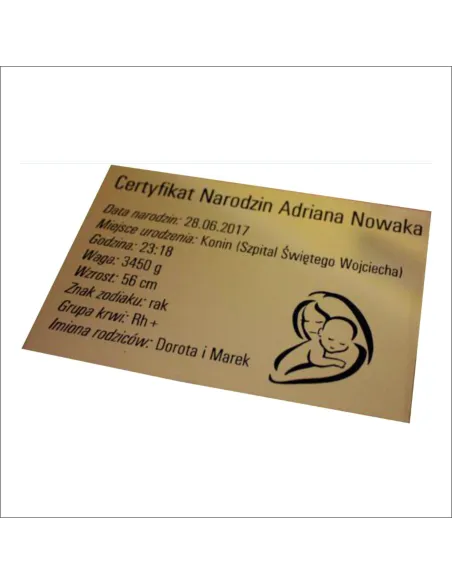 Certyfikat Narodzin Adriana Nowaka
Data narodzin: 28.06.2017
Miejsce urodzenia: Konin (Szpital Świętego Wojciecha)
Godzina: 23:18
Waga: 3450 g
Wzrost: 56 cm
Znak zodiaku: rak
Grupa krwi: Rh+
Imiona rodziców: Dorota i Marek